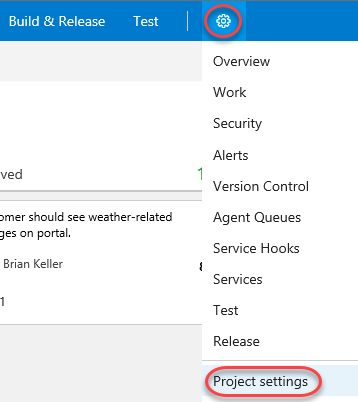 Build & Release Test
Overview
Work
Security
Alerts
Version Control
Agent Queues
Service Hooks
Services
Test
Release
Project settings
ved
omer should see weather-related
ges on portal.
Brian Keller
1